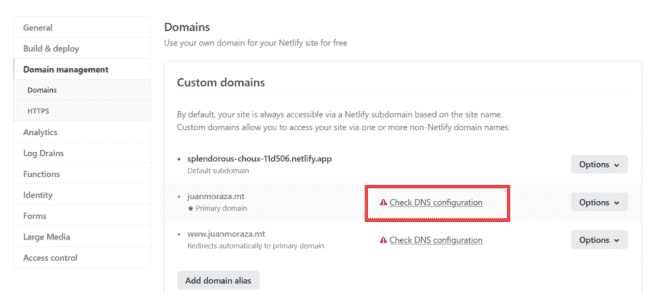 General
Build & deploy
Domain management
Domains
HTTPS
Analytics
Log Drains
Functions
Identity
Forms
Large Media
Access control
Domains
Use your own domain for your Netlify site for free
Custom domains
By default, your site is always accessible via a Netlify subdomain based on the site name.
Custom domains allow you to access your site via one or more non-Netlify domain names.
splendorous-choux-11d506.netlify.app
Default subdomain
Options
juanmoraza.mt
★ Primary domain
Check DNS configuration
Options
www.juanmoraza.mt
Redirects automatically to primary domain
Check DNS configuration
Options
Add domain alias